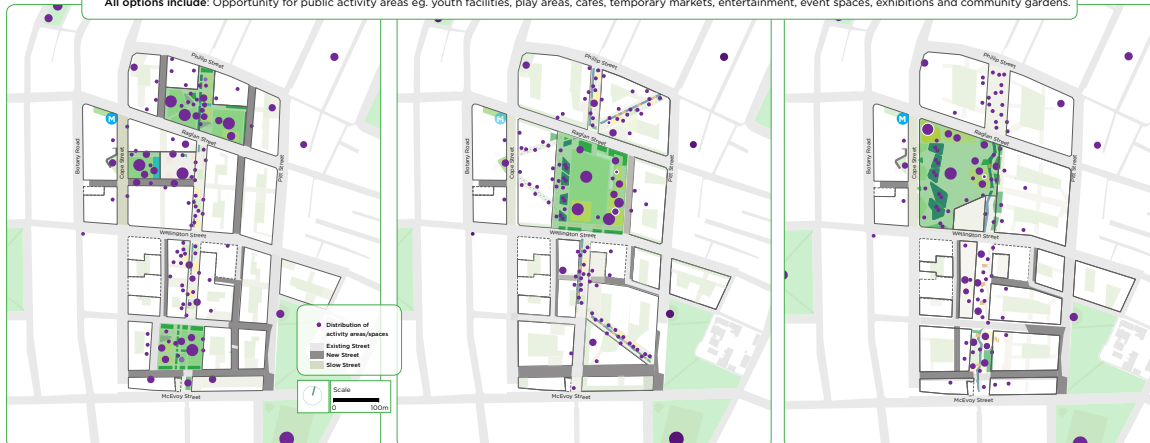 All options include: Opportunity for public activity areas eg. youth facilities, play areas, cafes, temporary markets, entertainment, event spaces, exhibitions and community gardens.
Phillip Street
Raglan Street
Botany Road
Cope Street
Pitt Street
M
Wellington Street
McEvoy Street
Distribution of
activity areas/spaces
Existing Street
New Street
Slow Street
Scale
0 100m
Phillip Street
Raglan Street
Botany Road
Cope Street
Pitt Street
M
Wellington Street
McEvoy Street
Phillip Street
Raglan Street
Botany Road
Cope Street
Pitt Street
M
Wellington Street
McEvoy Street